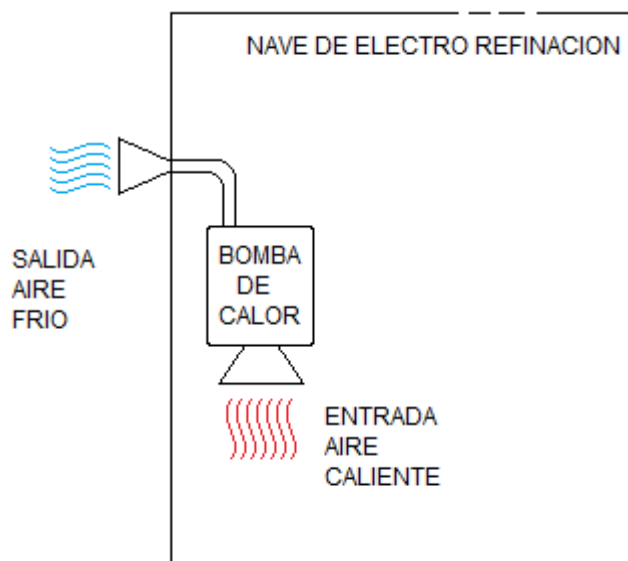 NAVE DE ELECTRO REFINACION
SALIDA
AIRE
FRIO
BOMBA
DE
CALOR
ENTRADA
AIRE
CALIENTE